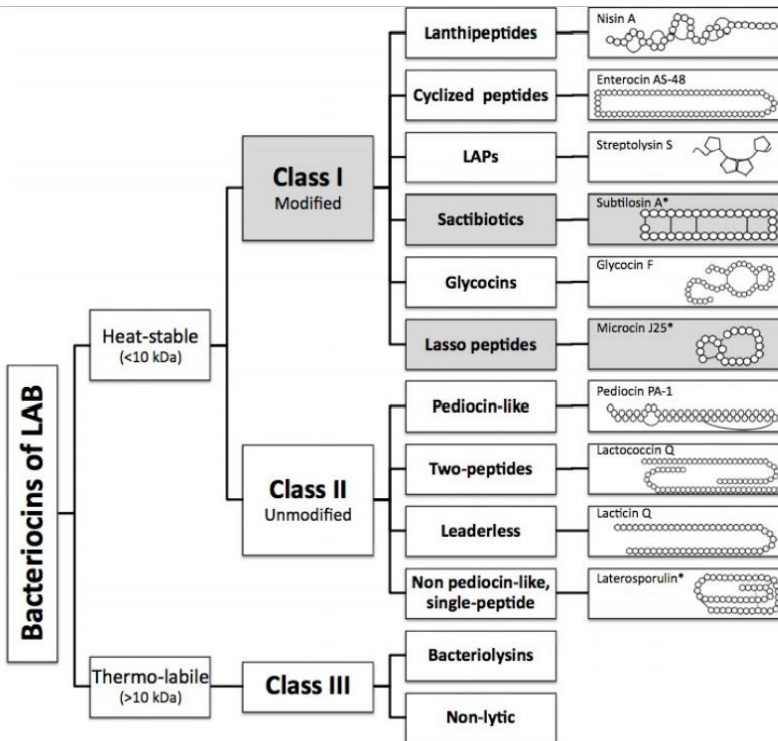 Bacteriocins of LAB
Heat-stable
(<10 kDa)
Thermo-labile
(>10 kDa)
Class I
Modified
Class II
Unmodified
Class III
Lanthipeptides
Cyclized peptides
LAPs
Sactibiotics
Glycocins
Lasso peptides
Pediocin-like
Two-peptides
Leaderless
Non pediocin-like,
single-peptide
Bacteriolysins
Non-lytic
Nisin A
Enterocin AS-48
Streptolysin S
Subtilosin A*
Glycocin F
Microcin J25*
Pediocin PA-1
Lactococcin Q
Lacticin Q
Laterosporulin*